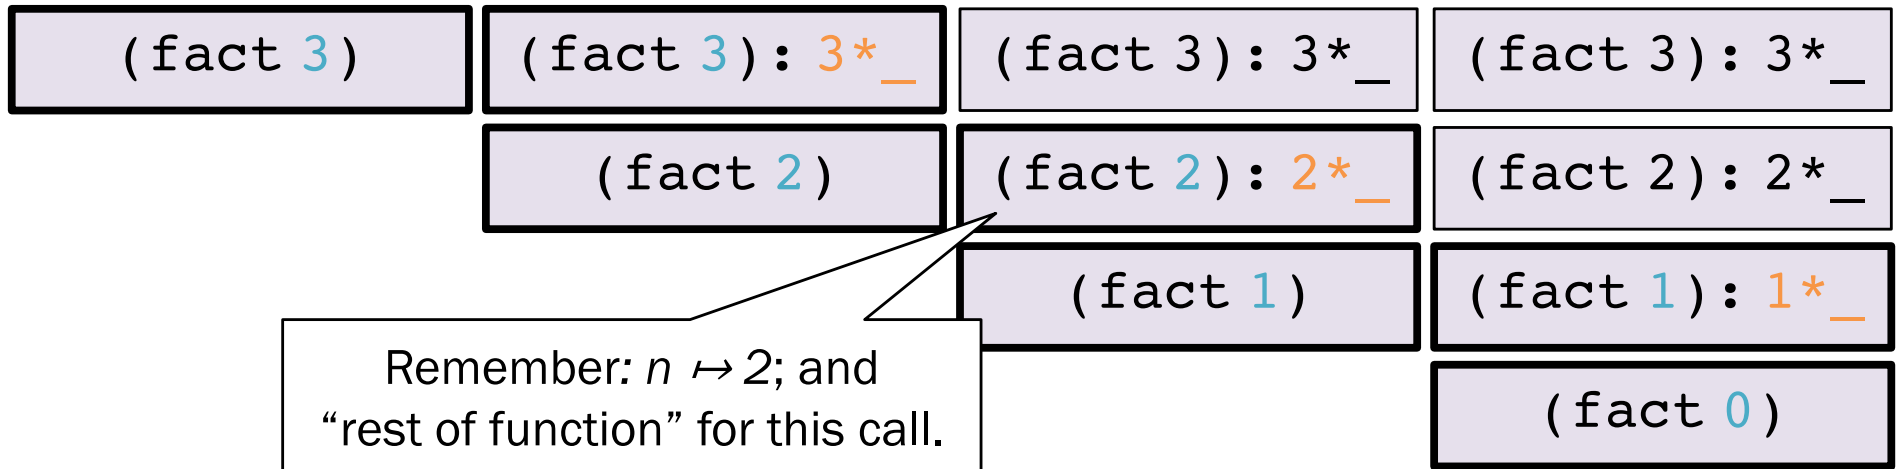 (fact 3) (fact 3): 3*_ (fact 3): 3*_ (fact 3): 3*_
(fact 2) (fact 2): 2*_ (fact 2): 2*_
(fact 1) (fact 1): 1*_
Remember: n ↦ 2; and
“rest of function” for this call.
(fact 0)